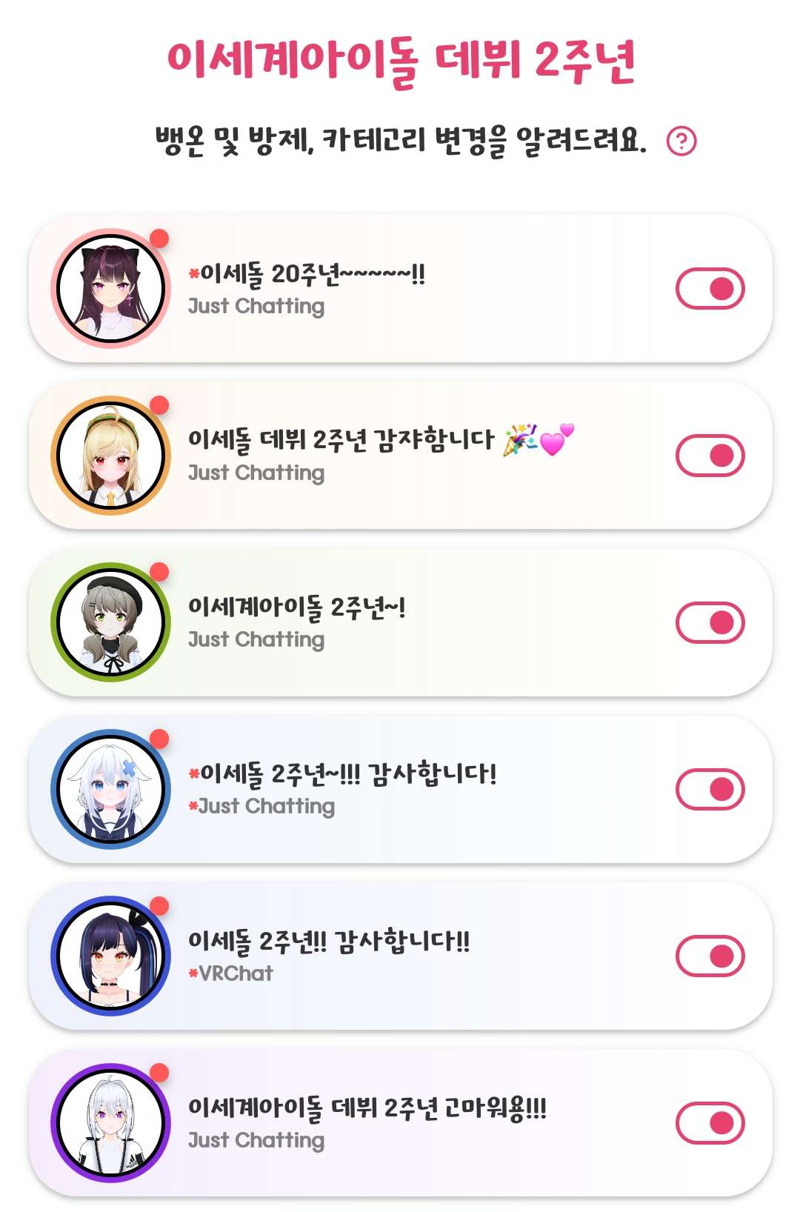 이세계아이돌 데뷔 2주년
뱅온 및 방제, 카테고리 변경을 알려드려요. ?
*이세돌 20주년~~~~~!!
Just Chatting
이세돌 데뷔 2주년 감쟈함니다 🎉💕
Just Chatting
이세계아이돌 2주년~!
Just Chatting
*이세돌 2주년~!!! 감사합니다!
*Just Chatting
이세돌 2주년!! 감사합니다!!
*VRChat
이세계아이돌 데뷔 2주년 고마워용!!!
Just Chatting